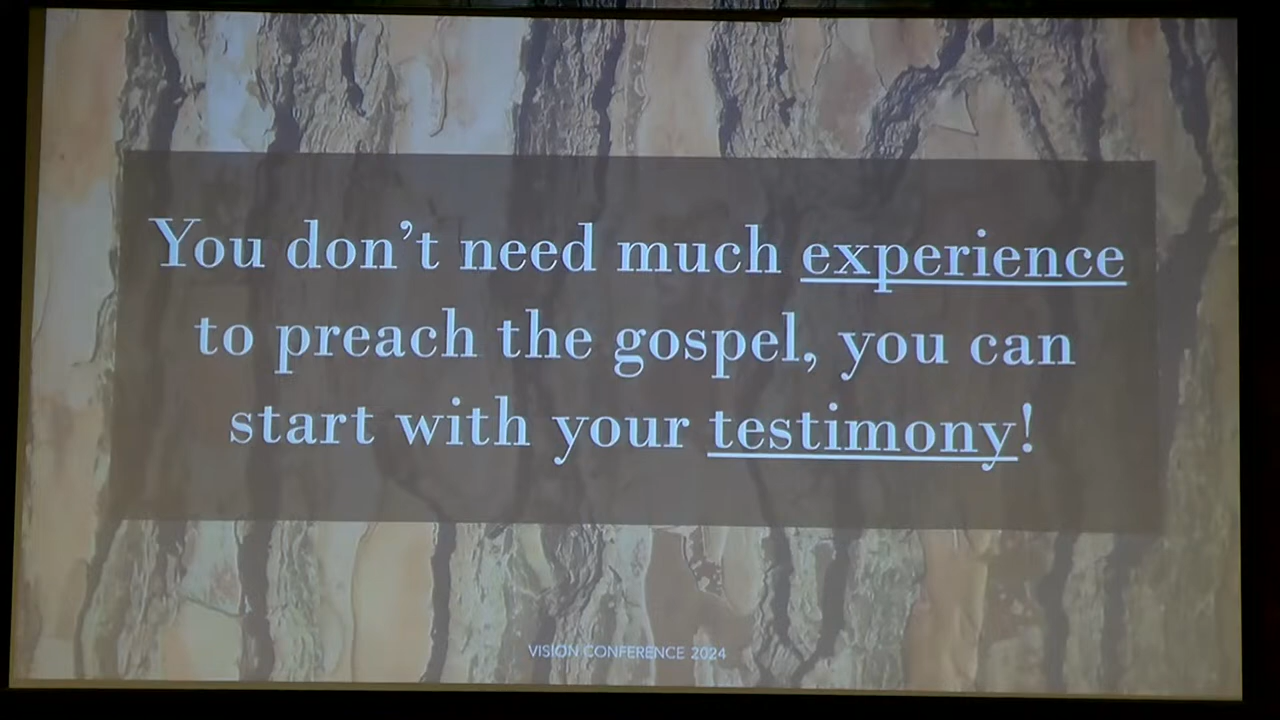 You don't need much experience
to preach the gospel, you can
start with your testimony!
VISION CONFERENCE 2024